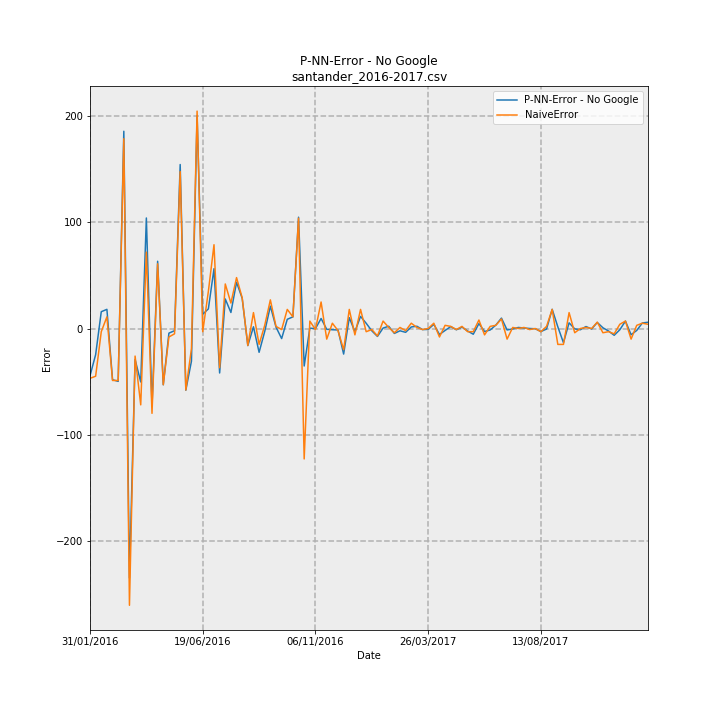 P-NN-Error - No Google
santander_2016-2017.csv
P-NN-Error - No Google
NaiveError
200
100
0
−100
−200
Error
31/01/2016 19/06/2016 06/11/2016 26/03/2017 13/08/2017
Date